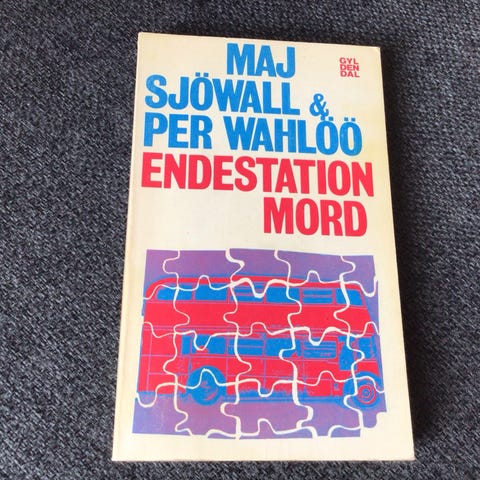 MAJ
SJÖWALL &
PER WAHLÖÖ
ENDESTATION
MORD
GYL
DEN
DAL